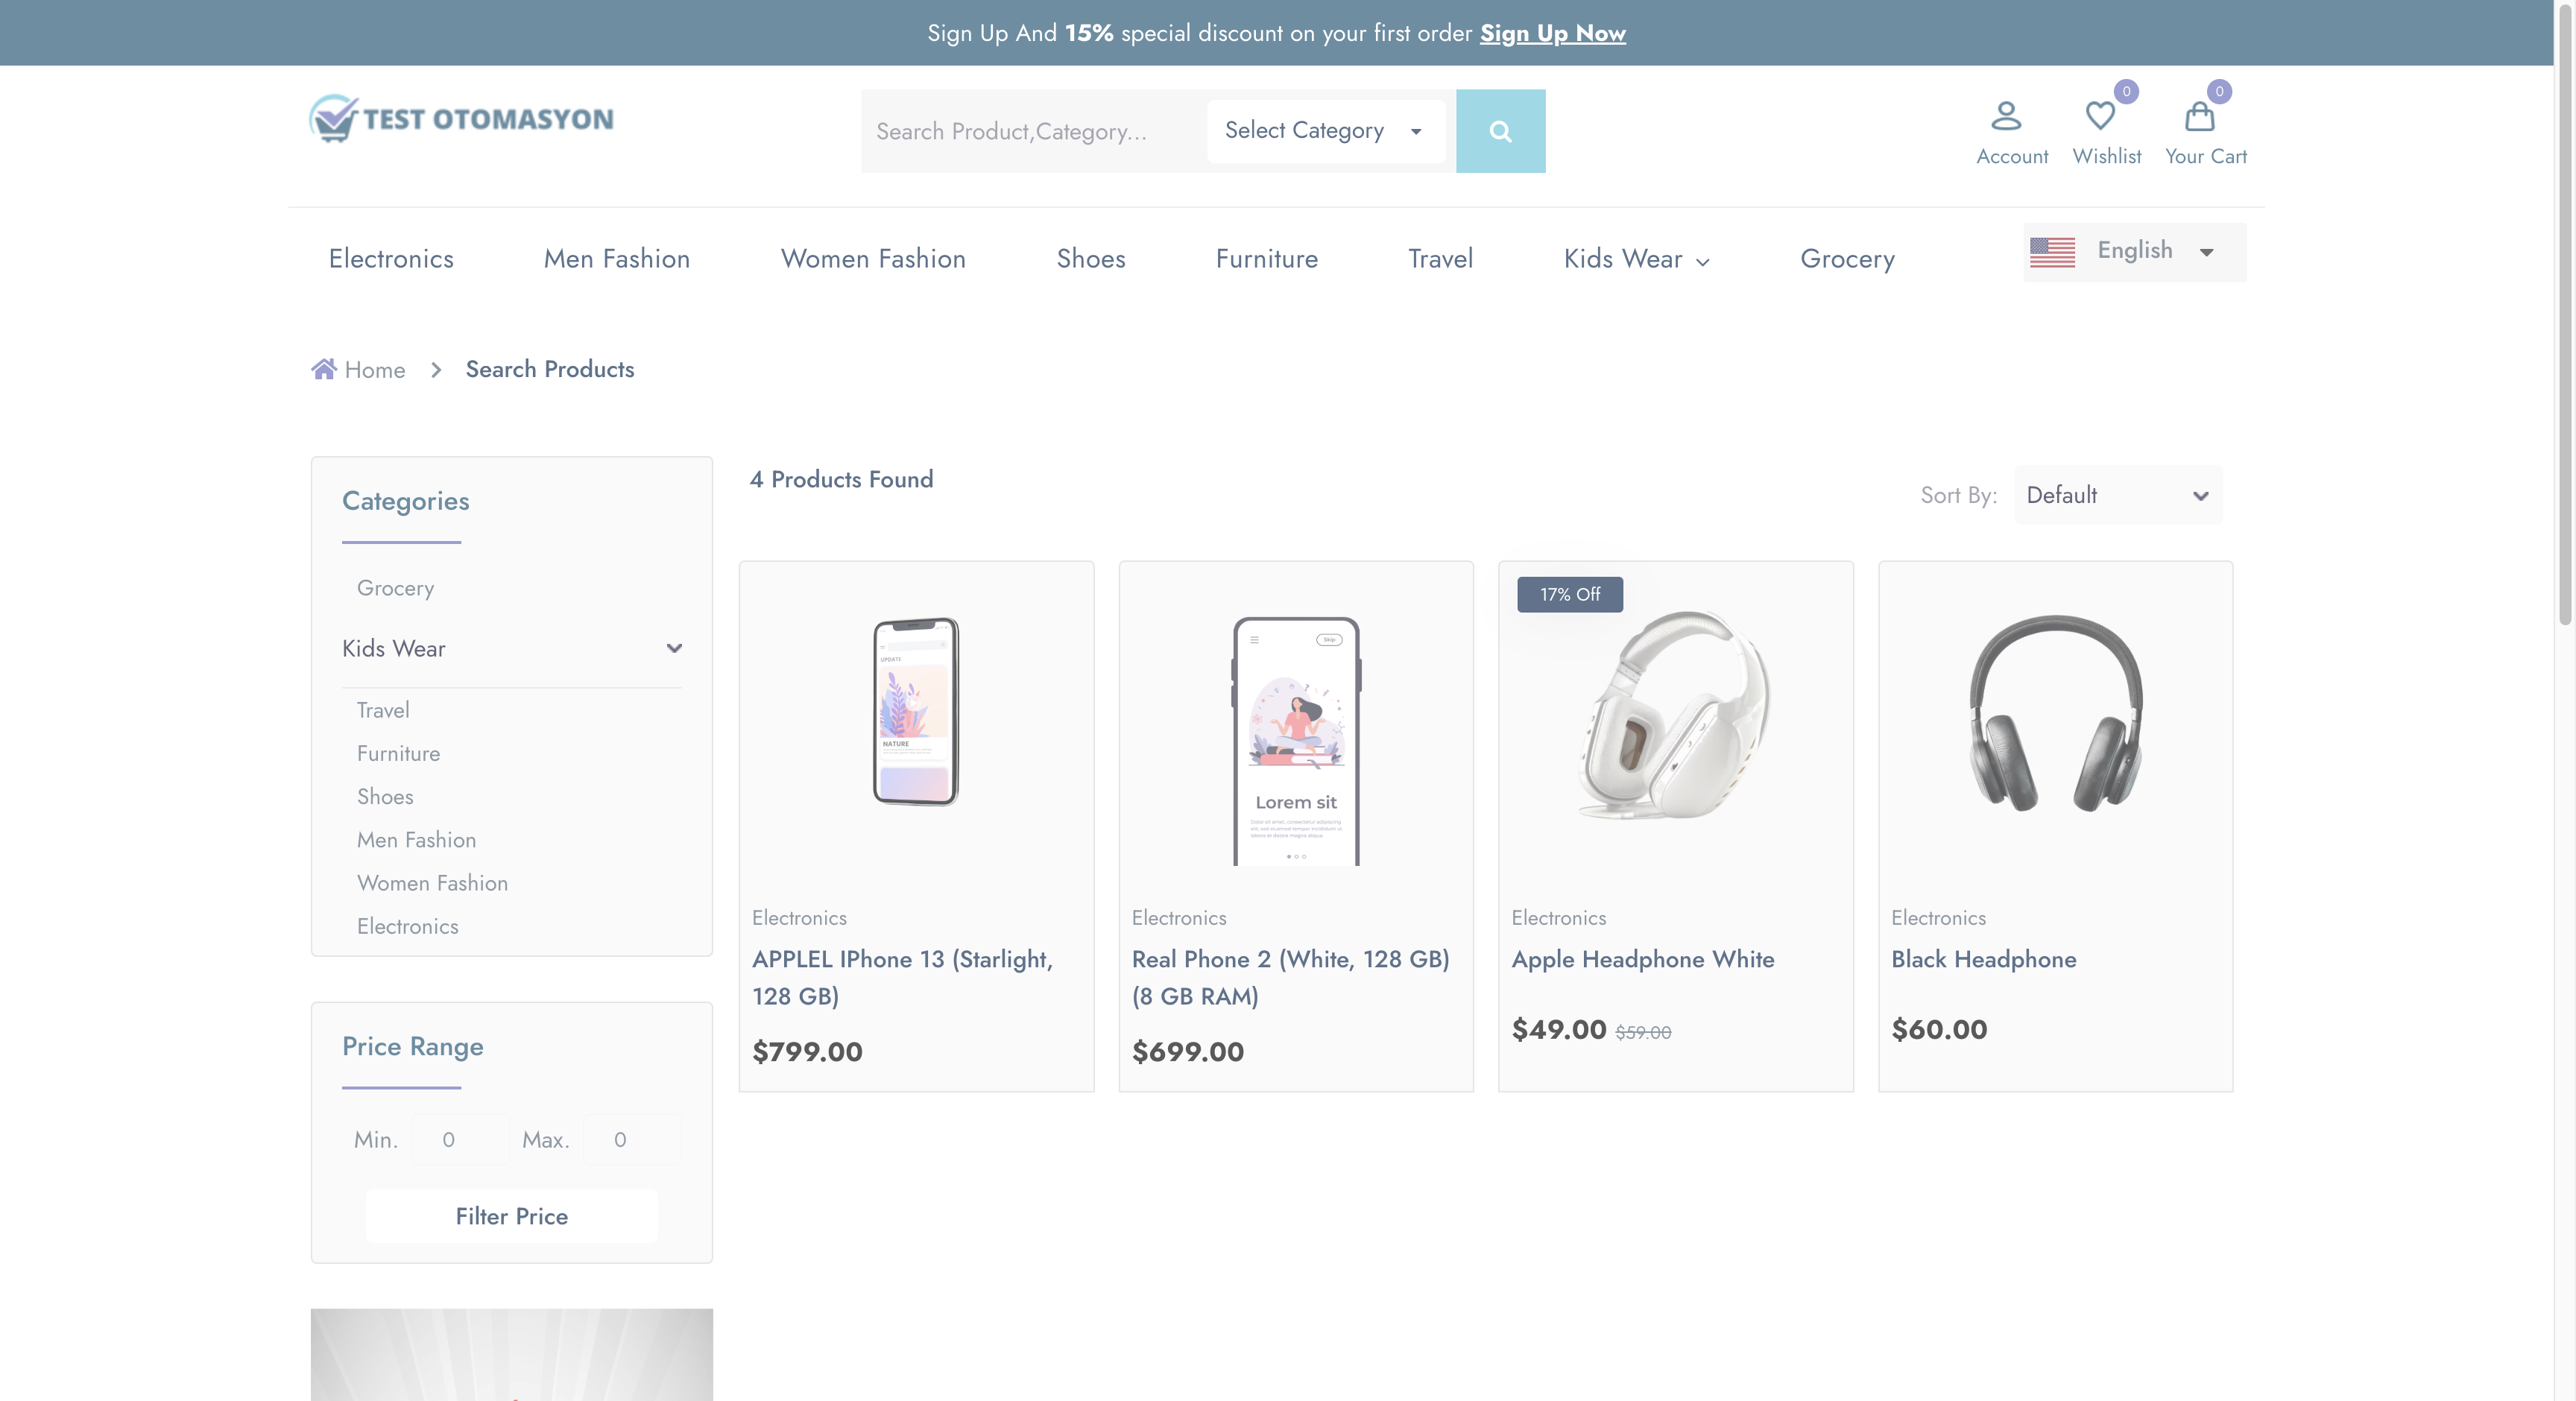 Sign Up And 15% special discount on your first order Sign Up Now
TEST OTOMASYON
Search Product,Category...
Select Category
0
0
Account
Wishlist
Your Cart
Electronics
Men Fashion
Women Fashion
Shoes
Furniture
Travel
Kids Wear
Grocery
English
Home
Search Products
Categories
Grocery
Kids Wear
Travel
Furniture
Shoes
Men Fashion
Women Fashion
Electronics
Price Range
Min. 0 Max. 0
Filter Price
4 Products Found
Sort By: Default
UPDATE
NATURE
Electronics
APPLEL IPhone 13 (Starlight,
128 GB)
$799.00
Skip
Lorem sit
Electronics
Real Phone 2 (White, 128 GB)
(8 GB RAM)
$699.00
17% Off
Electronics
Apple Headphone White
$49.00 $59.00
Electronics
Black Headphone
$60.00